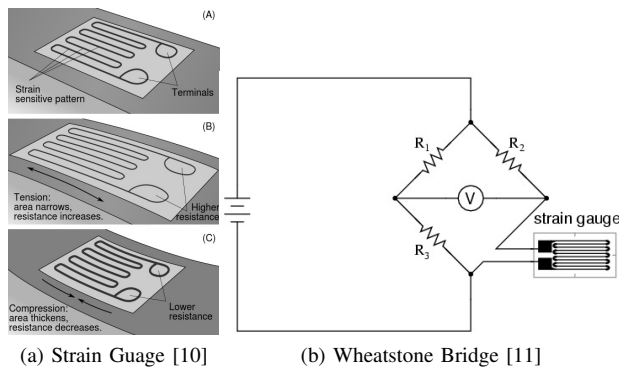 (A)
Strain
sensitive pattern
Terminals
(B)
Tension:
area narrows,
resistance increases.
Higher
resistance
(C)
Compression:
area thickens,
resistance decreases.
Lower
resistance
(a) Strain Guage [10]
R1
R2
V
R3
strain gauge
(b) Wheatstone Bridge [11]